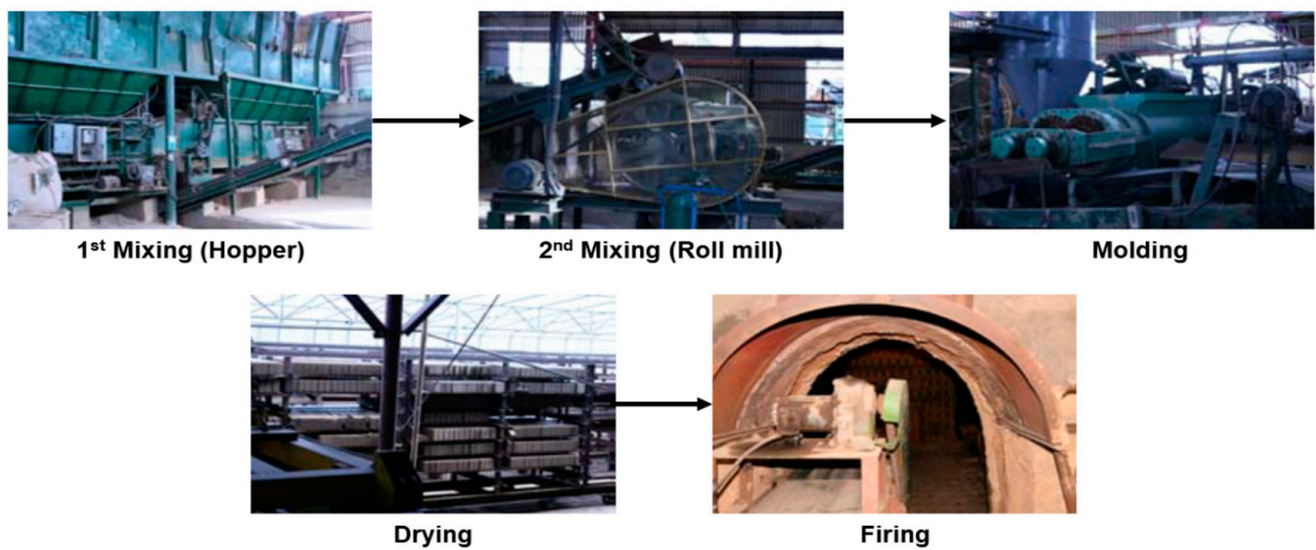 1st Mixing (Hopper)
2nd Mixing (Roll mill)
Molding
Drying
Firing